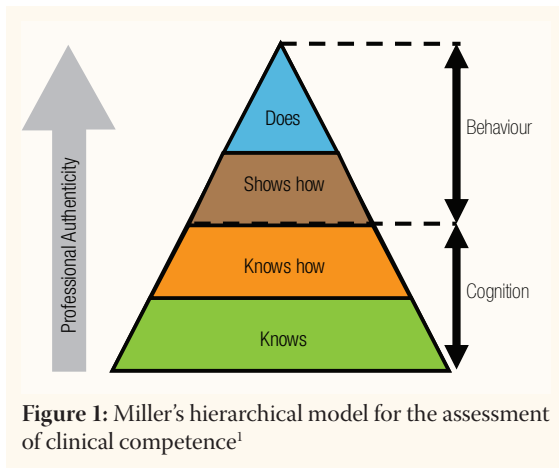 Professional Authenticity
Does
Shows how
Knows how
Knows
Behaviour
Cognition
Figure 1: Miller’s hierarchical model for the assessment
of clinical competence¹